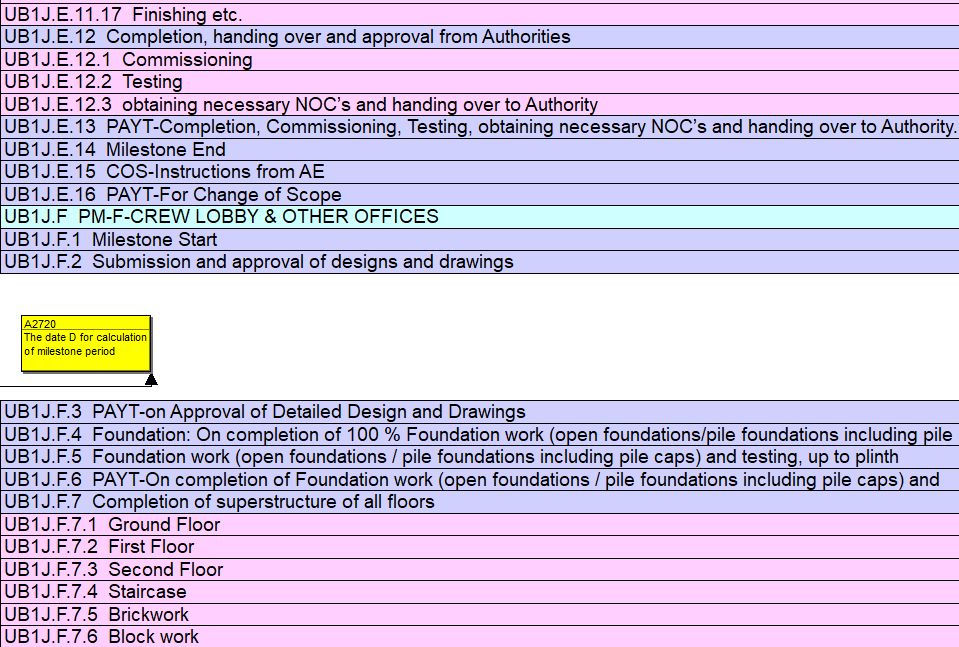 UB1J.E.11.17 Finishing etc.
UB1J.E.12 Completion, handing over and approval from Authorities
UB1J.E.12.1 Commissioning
UB1J.E.12.2 Testing
UB1J.E.12.3 obtaining necessary NOC’s and handing over to Authority
UB1J.E.13 PAYT-Completion, Commissioning, Testing, obtaining necessary NOC’s and handing over to Authority.
UB1J.E.14 Milestone End
UB1J.E.15 COS-Instructions from AE
UB1J.E.16 PAYT-For Change of Scope
UB1J.F PM-F-CREW LOBBY & OTHER OFFICES
UB1J.F.1 Milestone Start
UB1J.F.2 Submission and approval of designs and drawings
A2720
The date D for calculation
of milestone period
UB1J.F.3 PAYT-on Approval of Detailed Design and Drawings
UB1J.F.4 Foundation: On completion of 100 % Foundation work (open foundations/pile foundations including pile
UB1J.F.5 Foundation work (open foundations / pile foundations including pile caps) and testing, up to plinth
UB1J.F.6 PAYT-On completion of Foundation work (open foundations / pile foundations including pile caps) and
UB1J.F.7 Completion of superstructure of all floors
UB1J.F.7.1 Ground Floor
UB1J.F.7.2 First Floor
UB1J.F.7.3 Second Floor
UB1J.F.7.4 Staircase
UB1J.F.7.5 Brickwork
UB1J.F.7.6 Block work